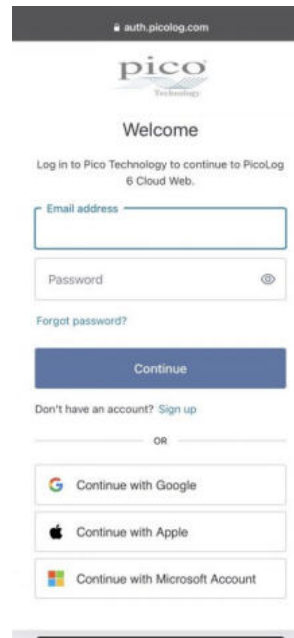 auth.picolog.com
pico
Technology
Welcome
Log in to Pico Technology to continue to PicoLog
6 Cloud Web.
Email address
Password
Forgot password?
Continue
Don't have an account? Sign up
OR
Continue with Google
Continue with Apple
Continue with Microsoft Account